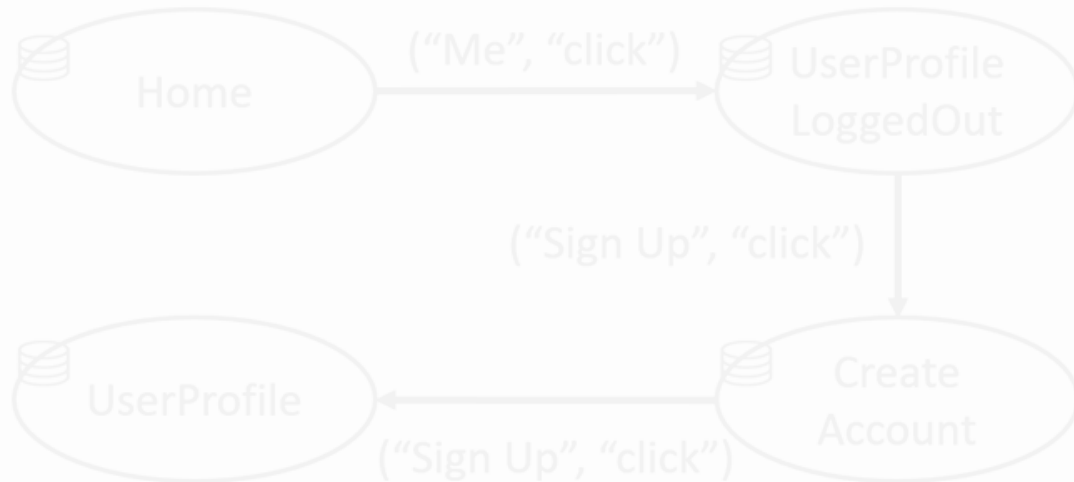 Home
(“Me”, “click”)
UserProfile
LoggedOut
(“Sign Up”, “click”)
Create
Account
(“Sign Up”, “click”)
UserProfile